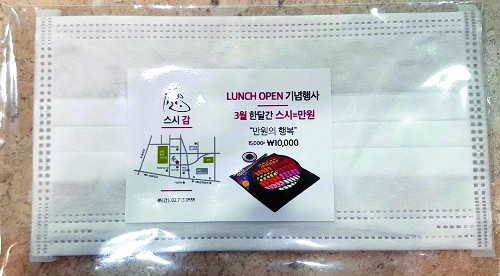 스시 감
LUNCH OPEN 기념행사
3월 한달간 스시=만원
"만원의 행복"
15,000→ ₩10,000